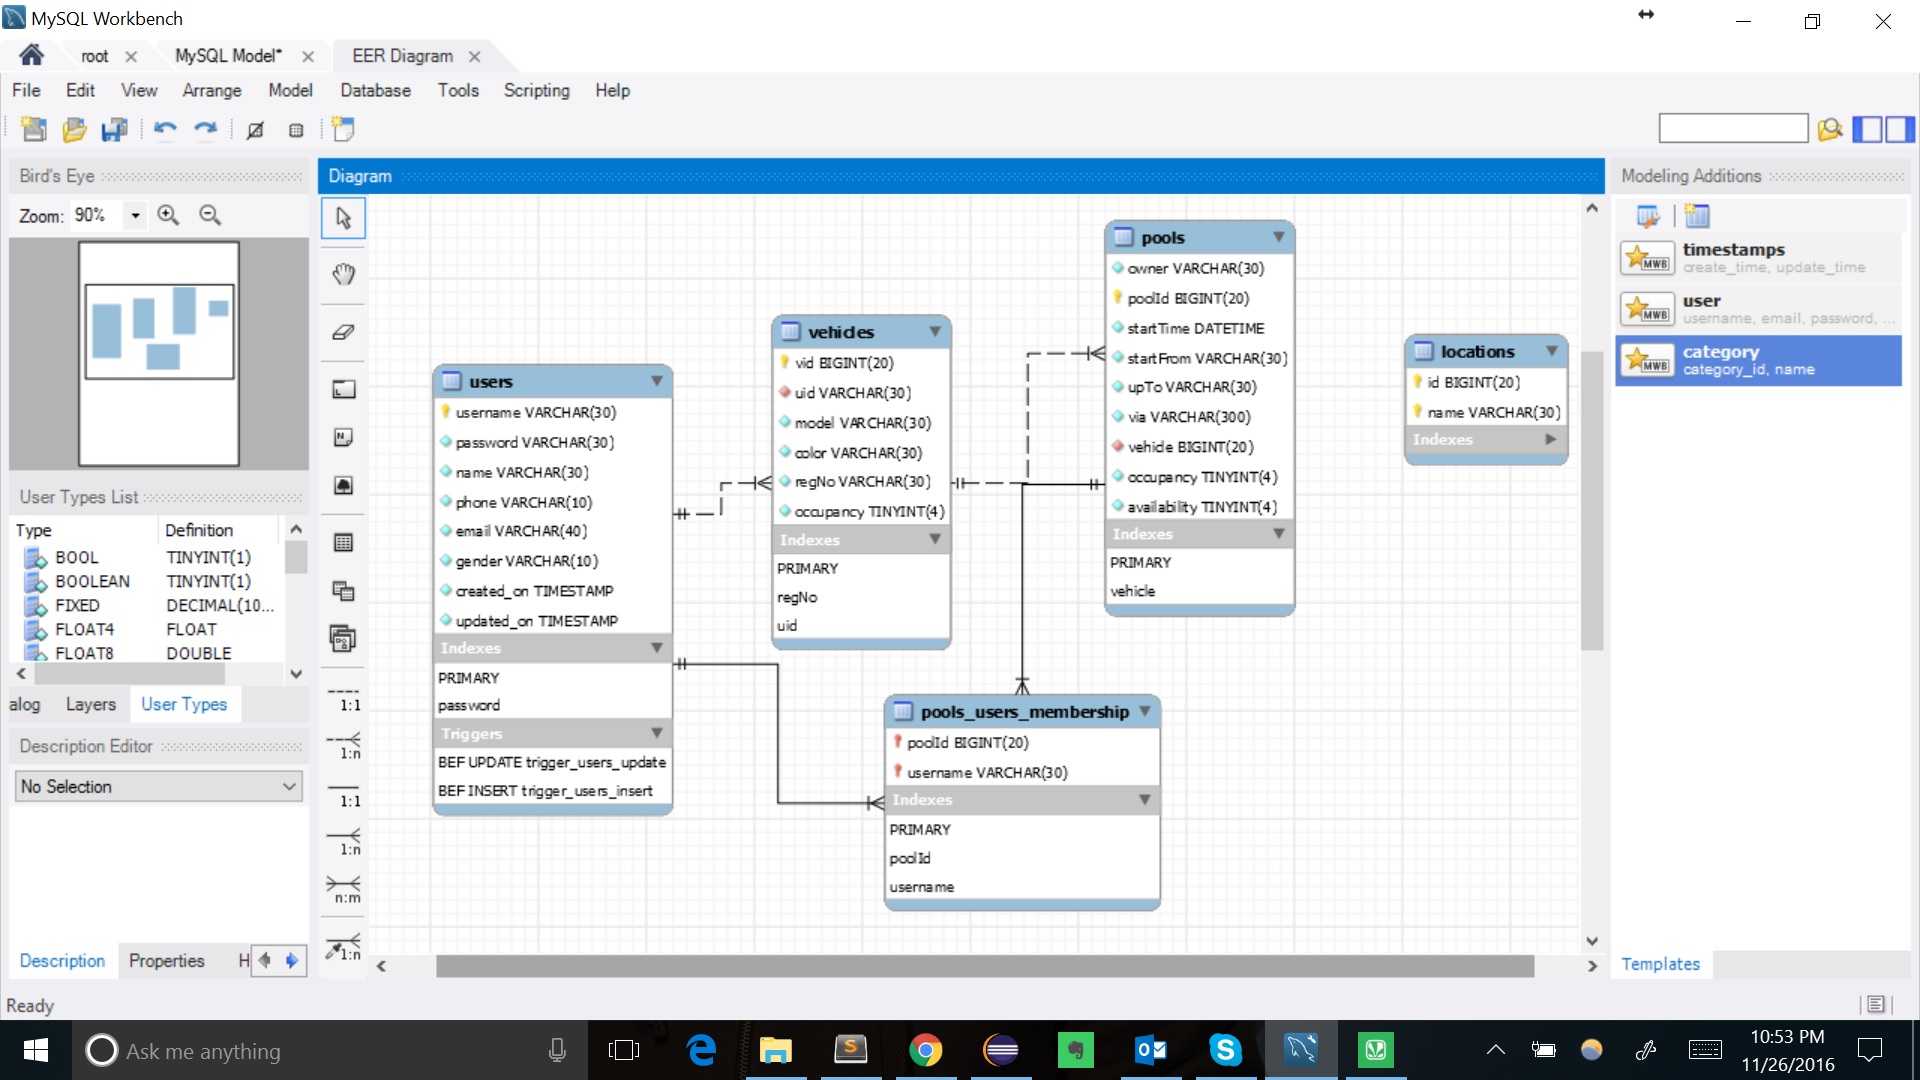 MySQL Workbench
root
MySQL Model*
EER Diagram
File Edit View Arrange Model Database Tools Scripting Help
Bird's Eye
Zoom: 90%
User Types List
Type Definition
BOOL TINYINT(1)
BOOLEAN TINYINT(1)
FIXED DECIMAL(10...
FLOAT4 FLOAT
FLOAT8 DOUBLE
alog Layers User Types
Description Editor
No Selection
Description Properties H
Ready
1:1
1:n
1:1
1:n
n:m
1:n
Diagram
users
username VARCHAR(30)
password VARCHAR(30)
name VARCHAR(30)
phone VARCHAR(10)
email VARCHAR(40)
gender VARCHAR(10)
created_on TIMESTAMP
updated_on TIMESTAMP
Indexes
PRIMARY
password
Triggers
BEF UPDATE trigger_users_update
BEF INSERT trigger_users_insert
vehicles
vid BIGINT(20)
uid VARCHAR(30)
model VARCHAR(30)
color VARCHAR(30)
regNo VARCHAR(30)
occupancy TINYINT(4)
Indexes
PRIMARY
regNo
uid
pools
owner VARCHAR(30)
poolId BIGINT(20)
startTime DATETIME
startFrom VARCHAR(30)
upTo VARCHAR(30)
via VARCHAR(300)
vehicle BIGINT(20)
occupancy TINYINT(4)
availability TINYINT(4)
Indexes
PRIMARY
vehicle
pools_users_membership
poolId BIGINT(20)
username VARCHAR(30)
Indexes
PRIMARY
poolId
username
locations
id BIGINT(20)
name VARCHAR(30)
Indexes
Modeling Additions
MWB
timestamps
create_time, update_time
MWB
user
username, email, password, ...
MWB
category
category_id, name
Templates
Ask me anything
10:53 PM
11/26/2016